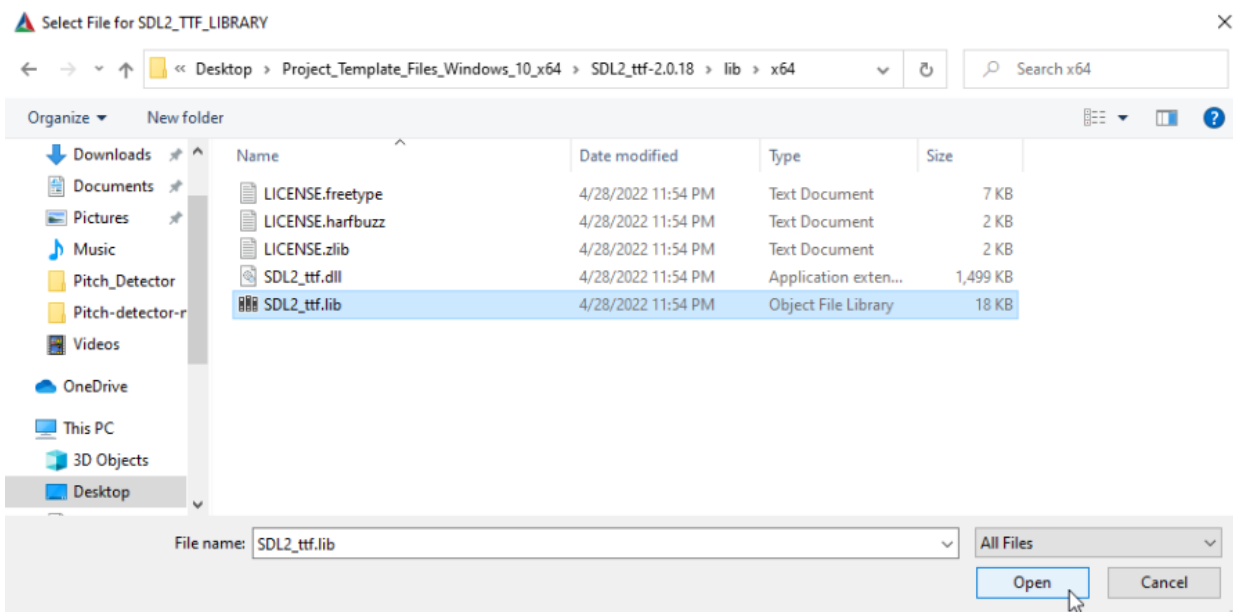 Select File for SDL2_TTF_LIBRARY
« Desktop › Project_Template_Files_Windows_10_x64 › SDL2_ttf-2.0.18 › lib › x64
Search x64
Organize
New folder
Downloads
Documents
Pictures
Music
Pitch_Detector
Pitch-detector-r
Videos
OneDrive
This PC
3D Objects
Desktop
Name Date modified Type Size
LICENSE.freetype 4/28/2022 11:54 PM Text Document 7 KB
LICENSE.harfbuzz 4/28/2022 11:54 PM Text Document 2 KB
LICENSE.zlib 4/28/2022 11:54 PM Text Document 2 KB
SDL2_ttf.dll 4/28/2022 11:54 PM Application exten... 1,499 KB
SDL2_ttf.lib 4/28/2022 11:54 PM Object File Library 18 KB
File name: SDL2_ttf.lib
All Files
Open
Cancel